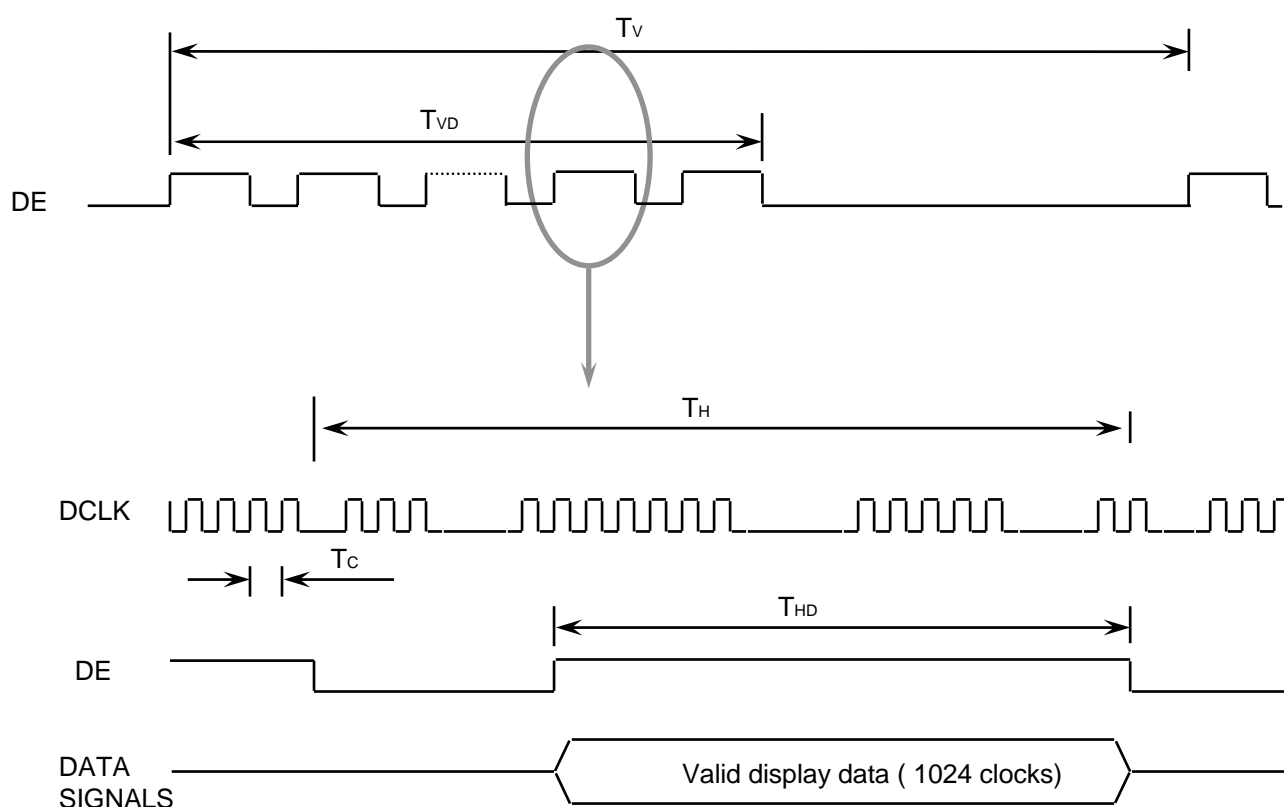 TV
TVD
DE
TH
DCLK
TC
THD
DE
Valid display data ( 1024 clocks)
DATA
SIGNALS